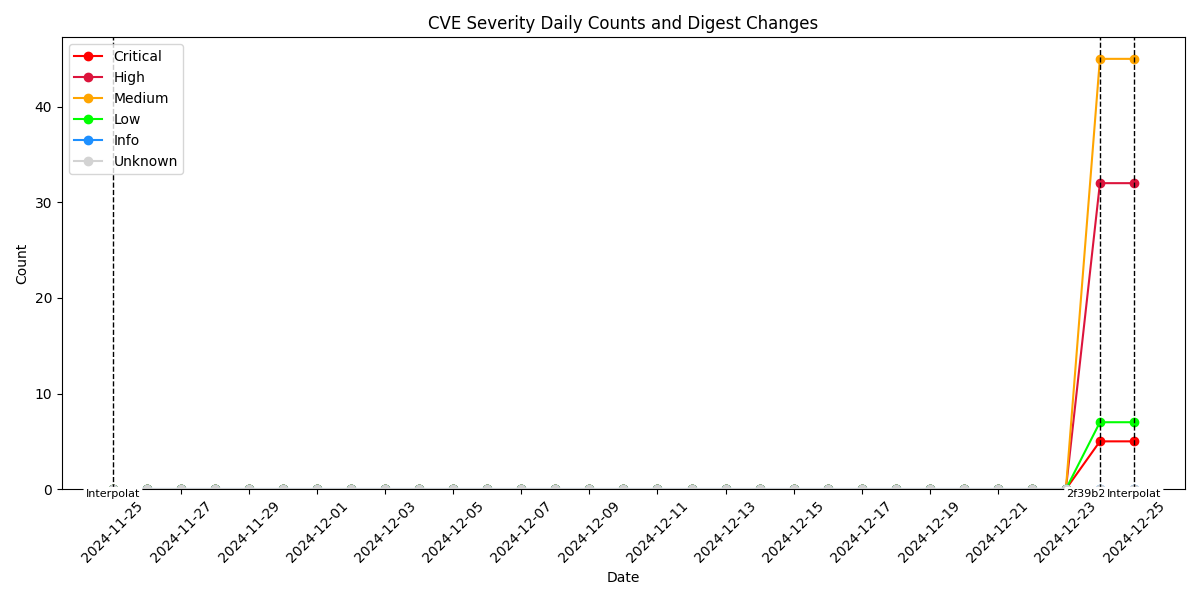 CVE Severity Daily Counts and Digest Changes
Critical
High
Medium
Low
Info
Unknown
Count
40
30
20
10
0
Interpolat
2f39b2
Interpolat
2024-11-25
2024-11-27
2024-11-29
2024-12-01
2024-12-03
2024-12-05
2024-12-07
2024-12-09
2024-12-11
2024-12-13
2024-12-15
2024-12-17
2024-12-19
2024-12-21
2024-12-23
2024-12-25
Date